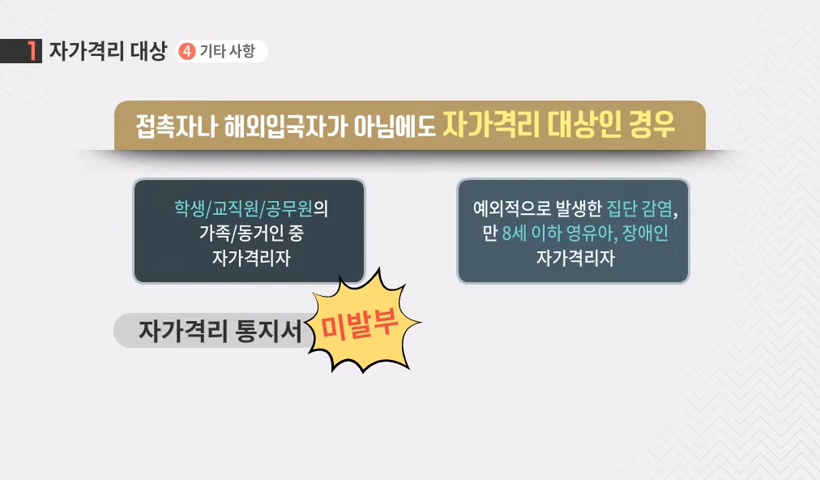 1 자가격리 대상 4 기타 사항
접촉자나 해외입국자가 아님에도 자가격리 대상인 경우
학생/교직원/공무원의
가족/동거인 중
자가격리자
예외적으로 발생한 집단 감염,
만 8세 이하 영유아, 장애인
자가격리자
자가격리 통지서 미발부